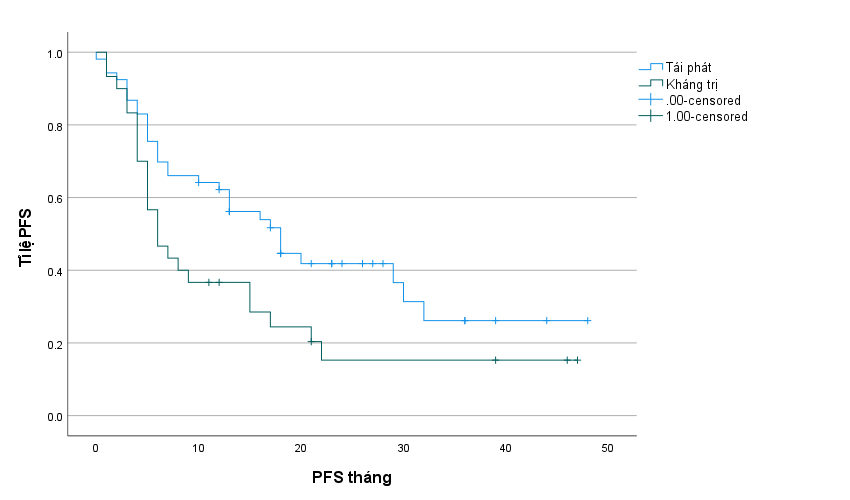 Tái phát
Kháng trị
.00-censored
1.00-censored
Tỉ lệ PFS
1.0
0.8
0.6
0.4
0.2
0.0
0 10 20 30 40 50
PFS tháng